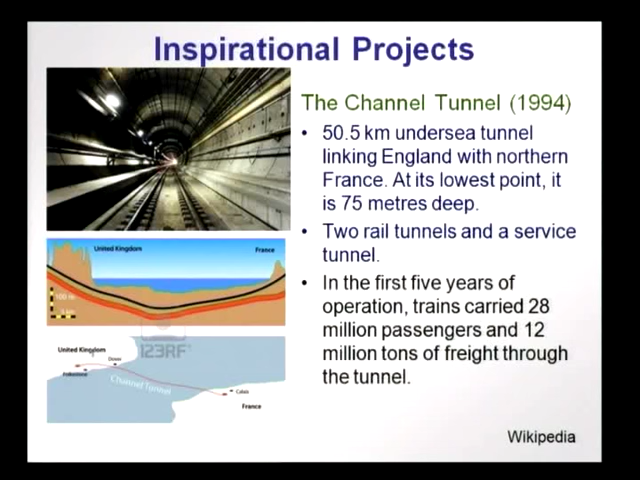 Inspirational Projects
The Channel Tunnel (1994)
• 50.5 km undersea tunnel
linking England with northern
France. At its lowest point, it
is 75 metres deep.
• Two rail tunnels and a service
tunnel.
• In the first five years of
operation, trains carried 28
million passengers and 12
million tons of freight through
the tunnel.
United Kingdom
France
100 m
123RF
United Kingdom
Dover
Folkestone
Channel Tunnel
Calais
France
Wikipedia